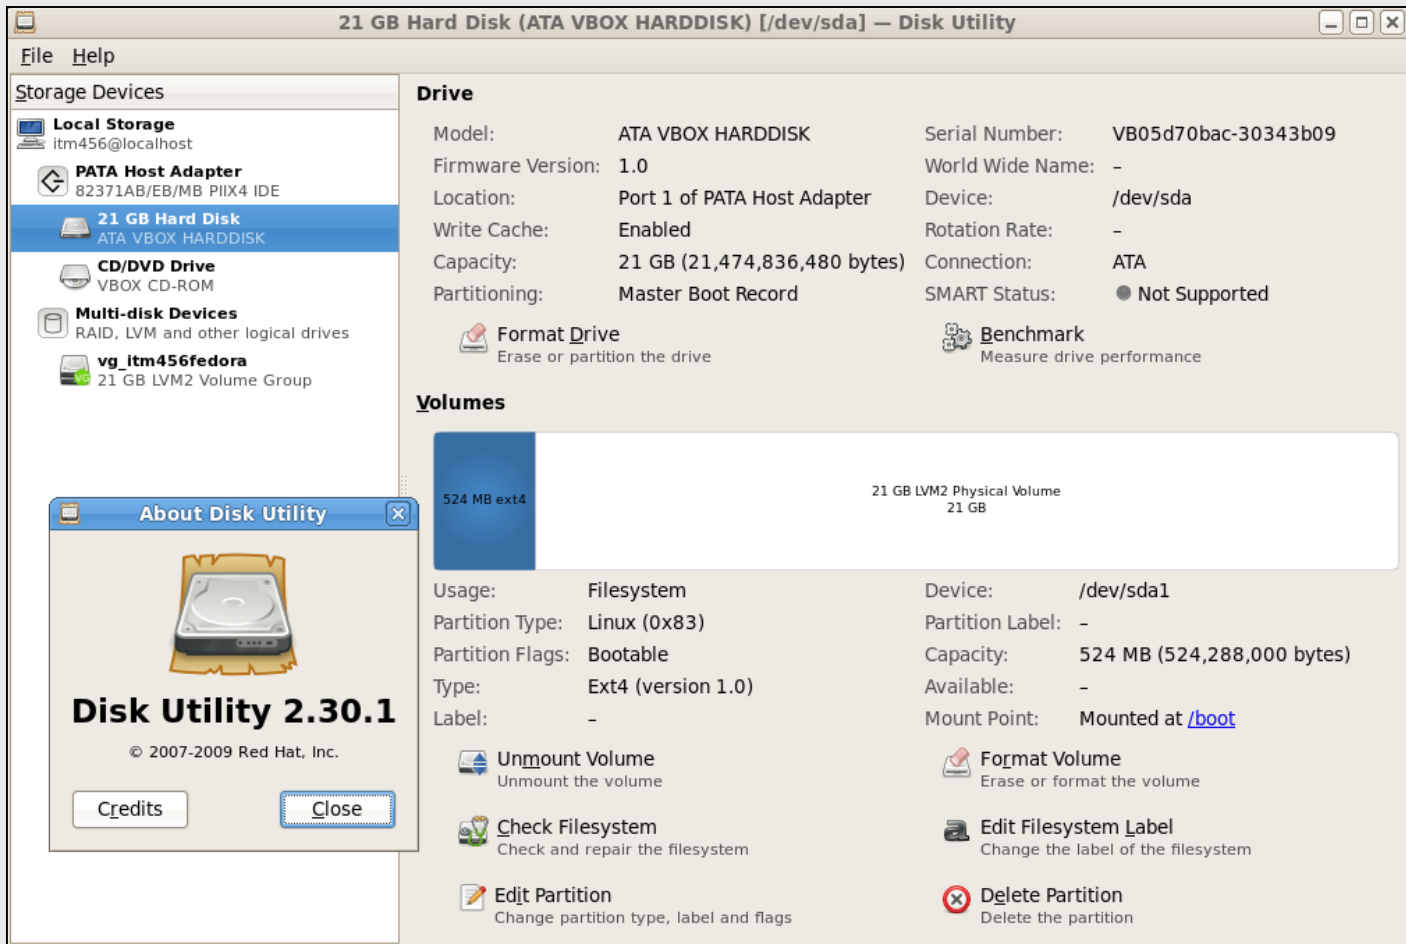 21 GB Hard Disk (ATA VBOX HARDDISK) [/dev/sda] — Disk Utility
File Help
Storage Devices
Local Storage
itm456@localhost
PATA Host Adapter
82371AB/EB/MB PIIX4 IDE
21 GB Hard Disk
ATA VBOX HARDDISK
CD/DVD Drive
VBOX CD-ROM
Multi-disk Devices
RAID, LVM and other logical drives
vg_itm456fedora
21 GB LVM2 Volume Group
Drive
Model: ATA VBOX HARDDISK Serial Number: VB05d70bac-30343b09
Firmware Version: 1.0 World Wide Name: –
Location: Port 1 of PATA Host Adapter Device: /dev/sda
Write Cache: Enabled Rotation Rate: –
Capacity: 21 GB (21,474,836,480 bytes) Connection: ATA
Partitioning: Master Boot Record SMART Status: Not Supported
Format Drive Benchmark
Erase or partition the drive Measure drive performance
Volumes
524 MB ext4
21 GB LVM2 Physical Volume
21 GB
Usage: Filesystem Device: /dev/sda1
Partition Type: Linux (0x83) Partition Label: –
Partition Flags: Bootable Capacity: 524 MB (524,288,000 bytes)
Type: Ext4 (version 1.0) Available: –
Label: – Mount Point: Mounted at /boot
Unmount Volume Format Volume
Unmount the volume Erase or format the volume
Check Filesystem Edit Filesystem Label
Check and repair the filesystem Change the label of the filesystem
Edit Partition Delete Partition
Change partition type, label and flags Delete the partition
About Disk Utility
Disk Utility 2.30.1
© 2007-2009 Red Hat, Inc.
Credits Close